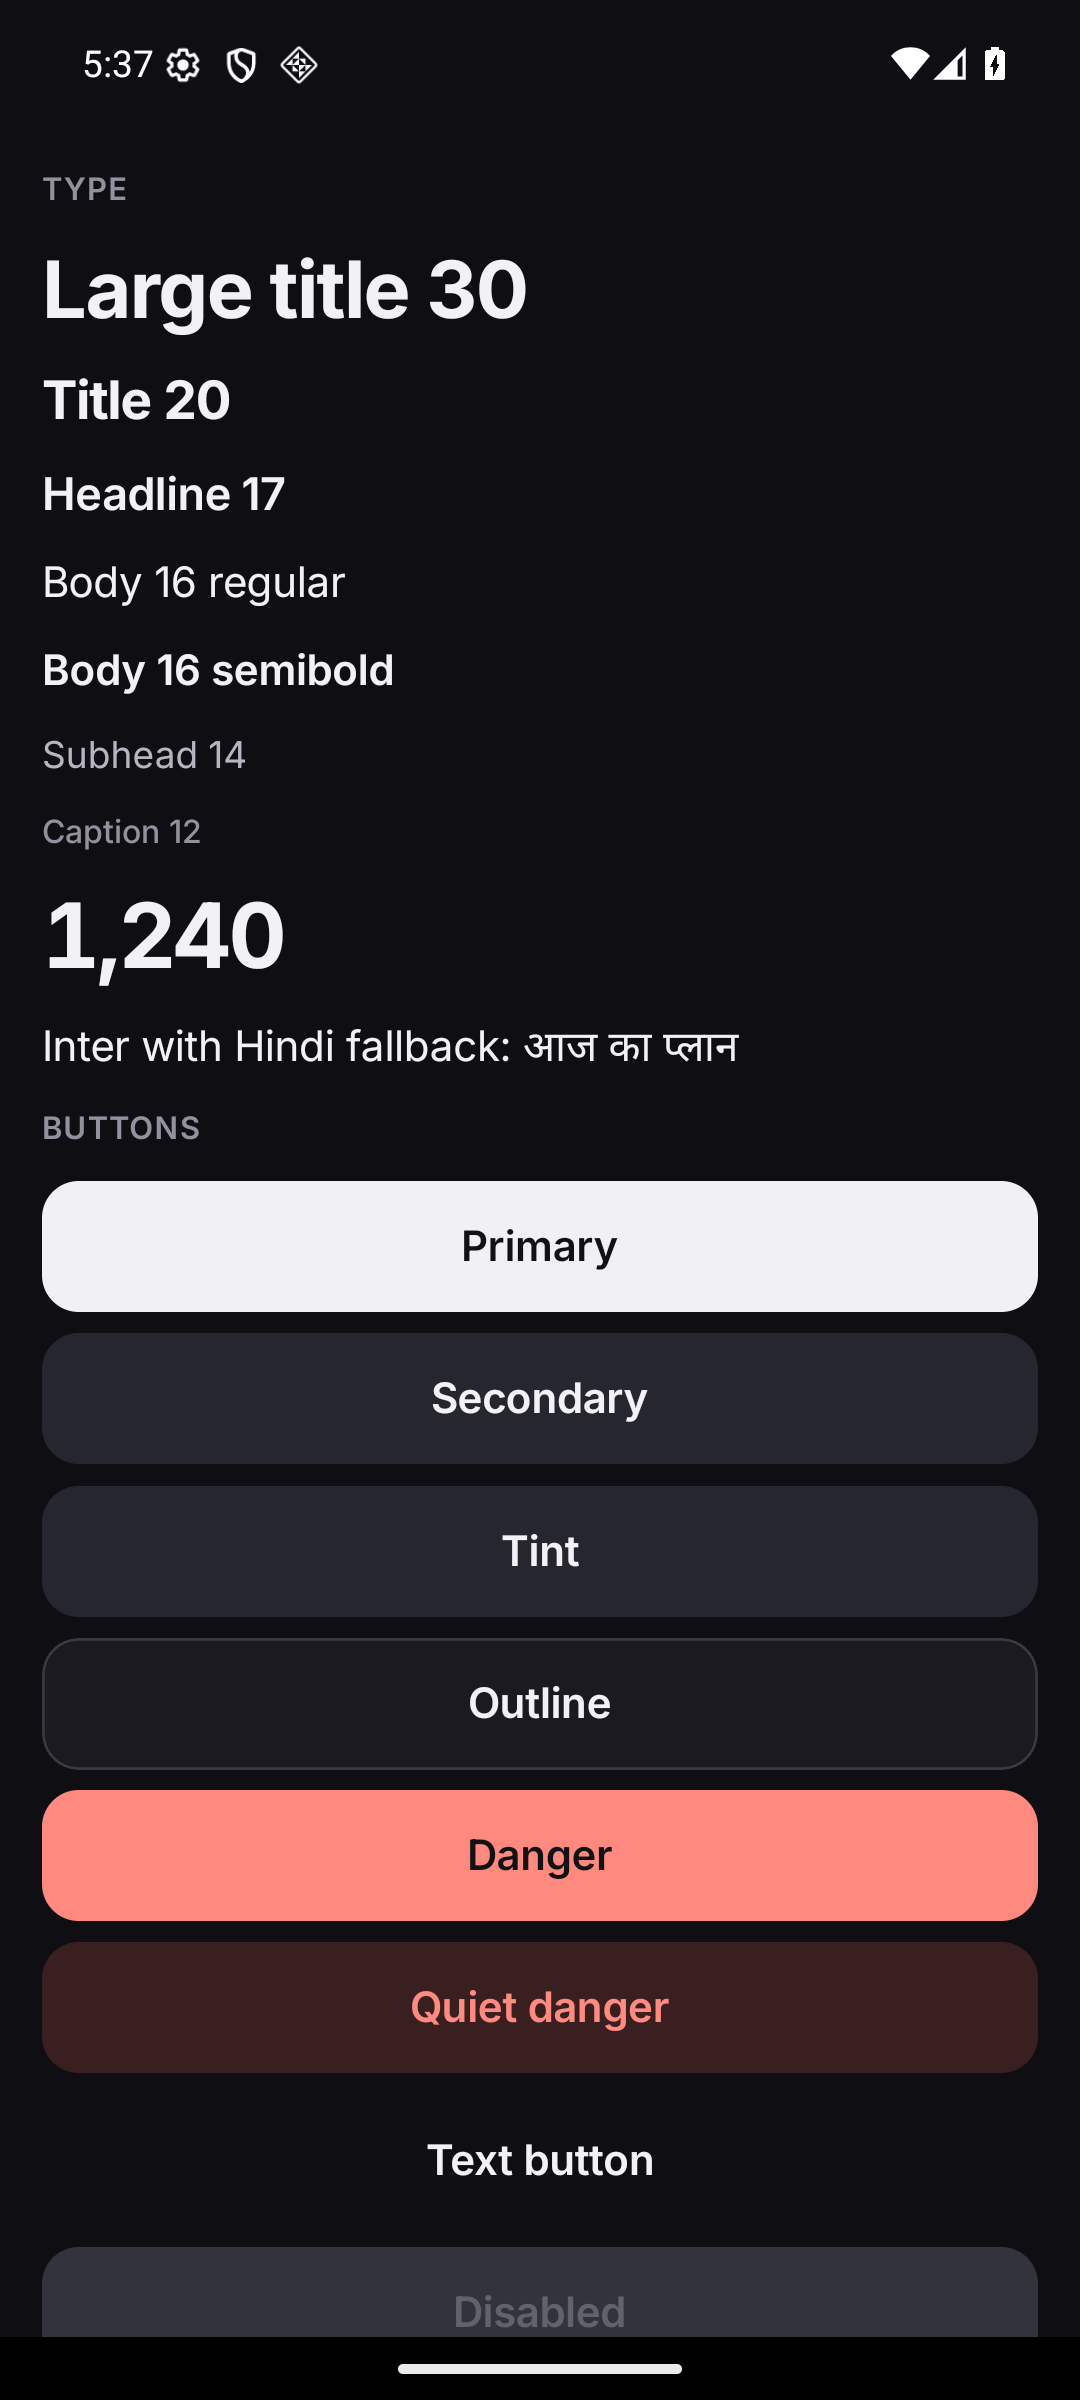 5:37
TYPE
Large title 30
Title 20
Headline 17
Body 16 regular
Body 16 semibold
Subhead 14
Caption 12
1,240
Inter with Hindi fallback: आज का प्लान
BUTTONS
Primary
Secondary
Tint
Outline
Danger
Quiet danger
Text button
Disabled